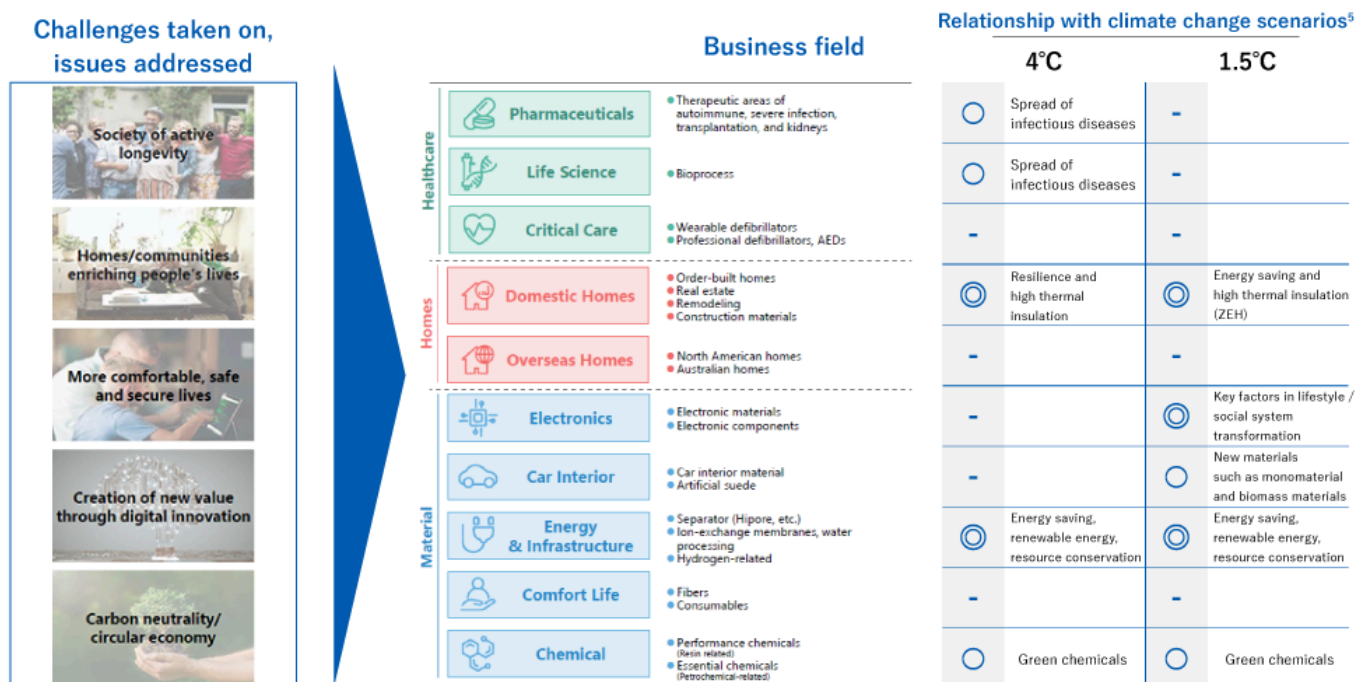 Challenges taken on,
issues addressed
Society of active
longevity
Homes/communities
enriching people's lives
More comfortable, safe
and secure lives
Creation of new value
through digital innovation
Carbon neutrality/
circular economy
Business field
Relationship with climate change scenarios⁵
4℃
1.5℃
Healthcare
Pharmaceuticals
● Therapeutic areas of
autoimmune, severe infection,
transplantation, and kidneys
○
Spread of
infectious diseases
-
Life Science
● Bioprocess
○
Spread of
infectious diseases
-
Critical Care
● Wearable defibrillators
● Professional defibrillators, AEDs
-
-
Homes
Domestic Homes
● Order-built homes
● Real estate
● Remodeling
● Construction materials
◎
Resilience and
high thermal
insulation
◎
Energy saving and
high thermal insulation
(ZEH)
Overseas Homes
● North American homes
● Australian homes
-
-
Material
Electronics
● Electronic materials
● Electronic components
-
◎
Key factors in lifestyle /
social system
transformation
Car Interior
● Car interior material
● Artificial suede
-
○
New materials
such as monomaterial
and biomass materials
Energy
& Infrastructure
● Separator (Hipore, etc.)
● Ion-exchange membranes, water
processing
● Hydrogen-related
◎
Energy saving,
renewable energy,
resource conservation
◎
Energy saving,
renewable energy,
resource conservation
Comfort Life
● Fibers
● Consumables
-
-
Chemical
● Performance chemicals
(Resin related)
● Essential chemicals
(Petrochemical-related)
○
Green chemicals
○
Green chemicals